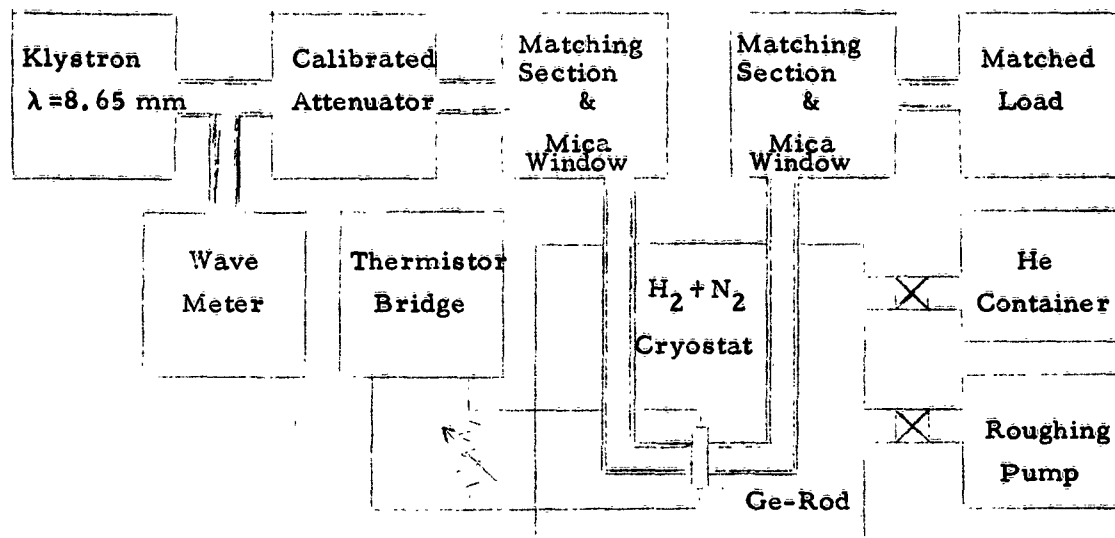 Klystron
λ=8.65 mm
Calibrated
Attenuator
Matching
Section
&
Mica
Window
Matching
Section
&
Mica
Window
Matched
Load
Wave
Meter
Thermistor
Bridge
H₂ + N₂
Cryostat
He
Container
Roughing
Pump
Ge-Rod